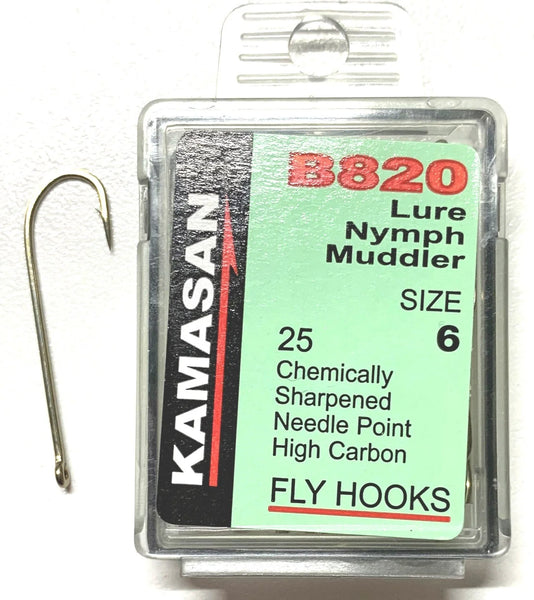 KAMASAN
B820
Lure
Nymph
Muddler
SIZE
6
25
Chemically
Sharpened
Needle Point
High Carbon
FLY HOOKS